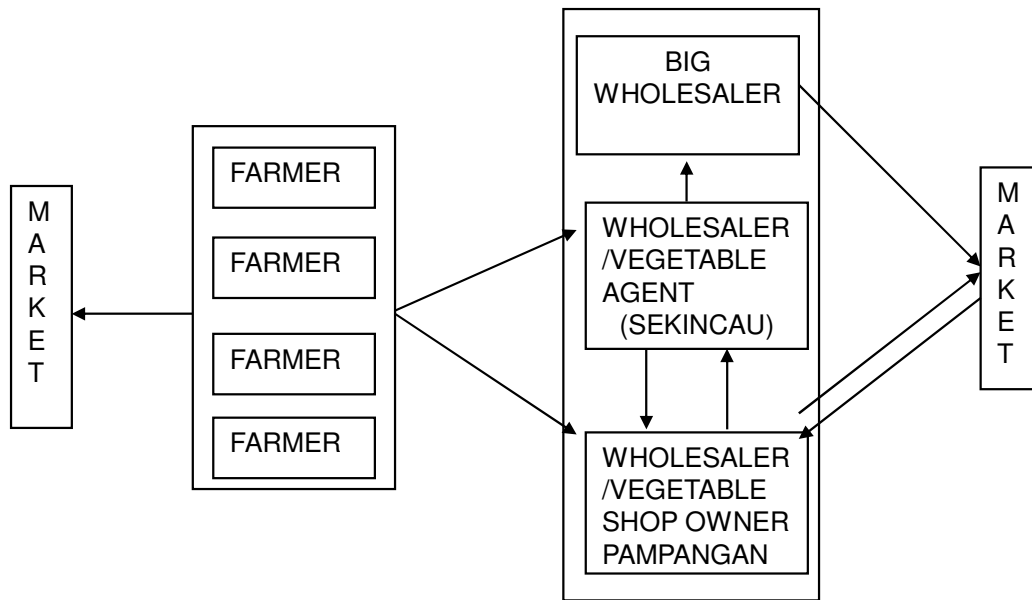 M
A
R
K
E
T
FARMER
FARMER
FARMER
FARMER
BIG
WHOLESALER
WHOLESALER
/VEGETABLE
AGENT
(SEKINCAU)
WHOLESALER
/VEGETABLE
SHOP OWNER
PAMPANGAN
M
A
R
K
E
T